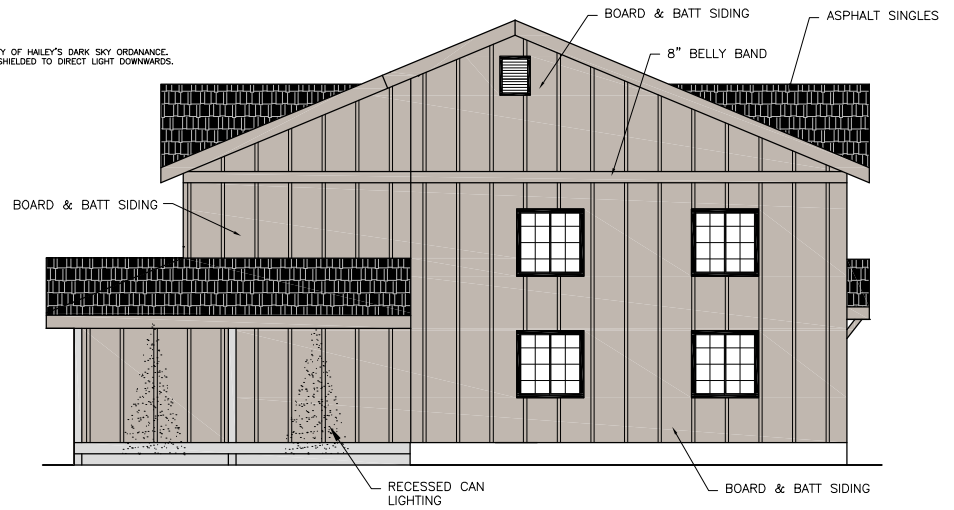 BOARD & BATT SIDING
ASPHALT SINGLES
Y OF HAILEY'S DARK SKY ORDANANCE.
SHIELDED TO DIRECT LIGHT DOWNWARDS.
8" BELLY BAND
BOARD & BATT SIDING
RECESSED CAN
LIGHTING
BOARD & BATT SIDING